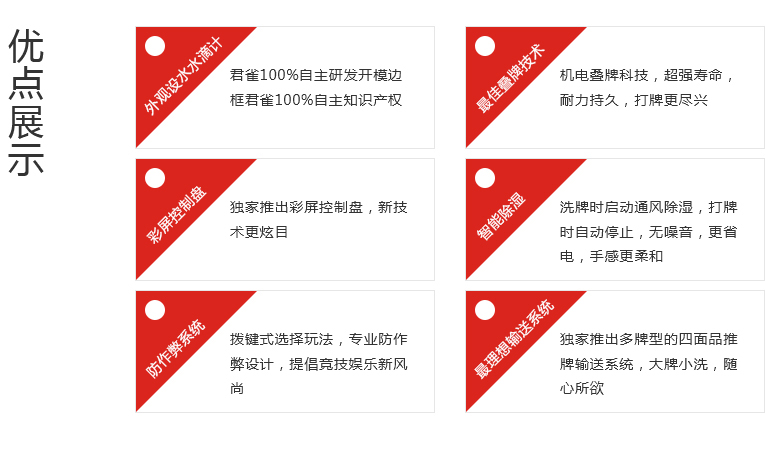 优点展示
外观设水水滴计
君雀100%自主研发开模边
框君雀100%自主知识产权
最佳叠牌技术
机电叠牌科技，超强寿命，
耐力持久，打牌更尽兴
彩屏控制盘
独家推出彩屏控制盘，新技
术更炫目
智能除湿
洗牌时启动通风除湿，打牌
时自动停止，无噪音，更省
电，手感更柔和
防作弊系统
拨键式选择玩法，专业防作
弊设计，提倡竞技娱乐新风
尚
最理想输送系统
独家推出多牌型的四面品推
牌输送系统，大牌小洗，随
心所欲